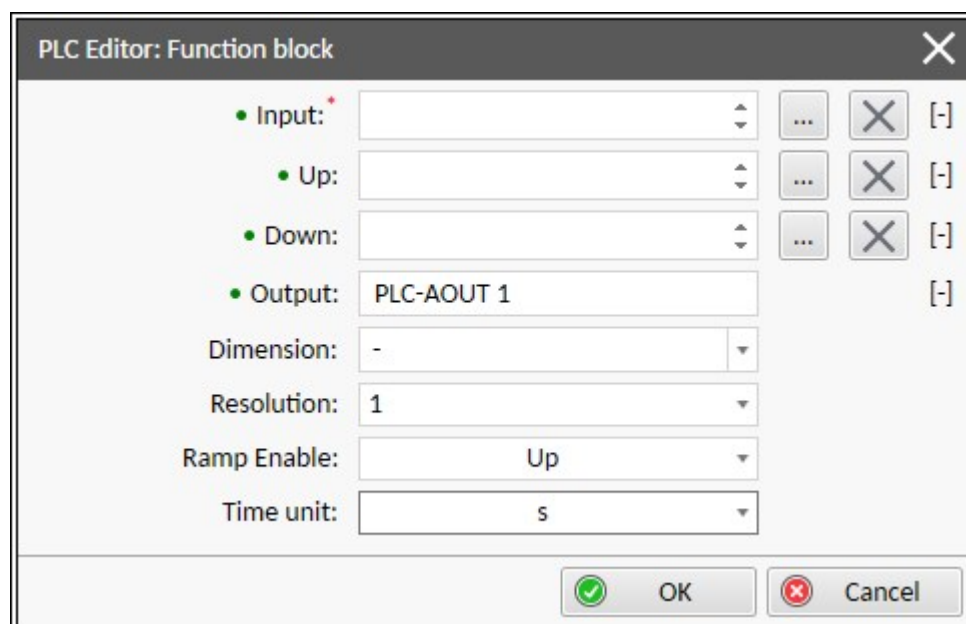 PLC Editor: Function block
• Input:* ... [-]
• Up: ... [-]
• Down: ... [-]
• Output: PLC-AOUT 1 [-]
Dimension: -
Resolution: 1
Ramp Enable: Up
Time unit: s
OK Cancel